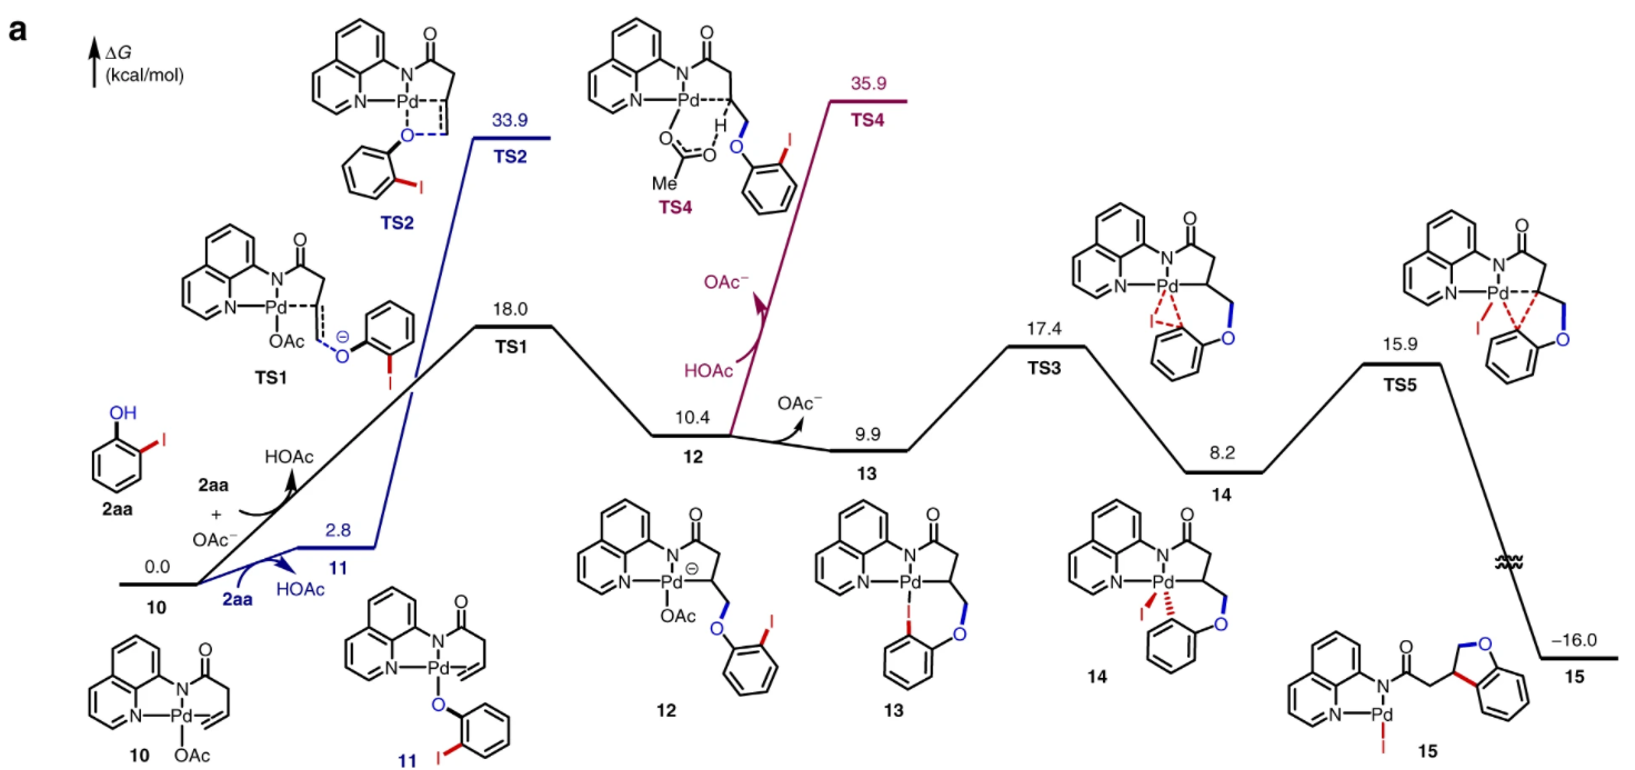 a
ΔG
(kcal/mol)
O
N
N
Pd
O
I
TS2
33.9
TS2
O
N
N
Pd
H
O
O
Me
O
I
TS4
35.9
TS4
O
N
N
Pd
OAc
⊖
O
I
TS1
18.0
TS1
OAc⁻
HOAc
O
N
N
Pd
I
O
17.4
TS3
O
N
N
Pd
I
O
15.9
TS5
OH
I
2aa
HOAc
2aa
+
OAc⁻
10.4
12
OAc⁻
9.9
13
8.2
14
0.0
10
2.8
11
2aa
HOAc
O
N
N
Pd
OAc
10
O
N
N
Pd
O
I
11
O
N
N
Pd
⊖
OAc
O
I
12
O
N
N
Pd
I
O
13
O
N
N
Pd
I
O
14
−16.0
15
O
O
N
N
Pd
I
15